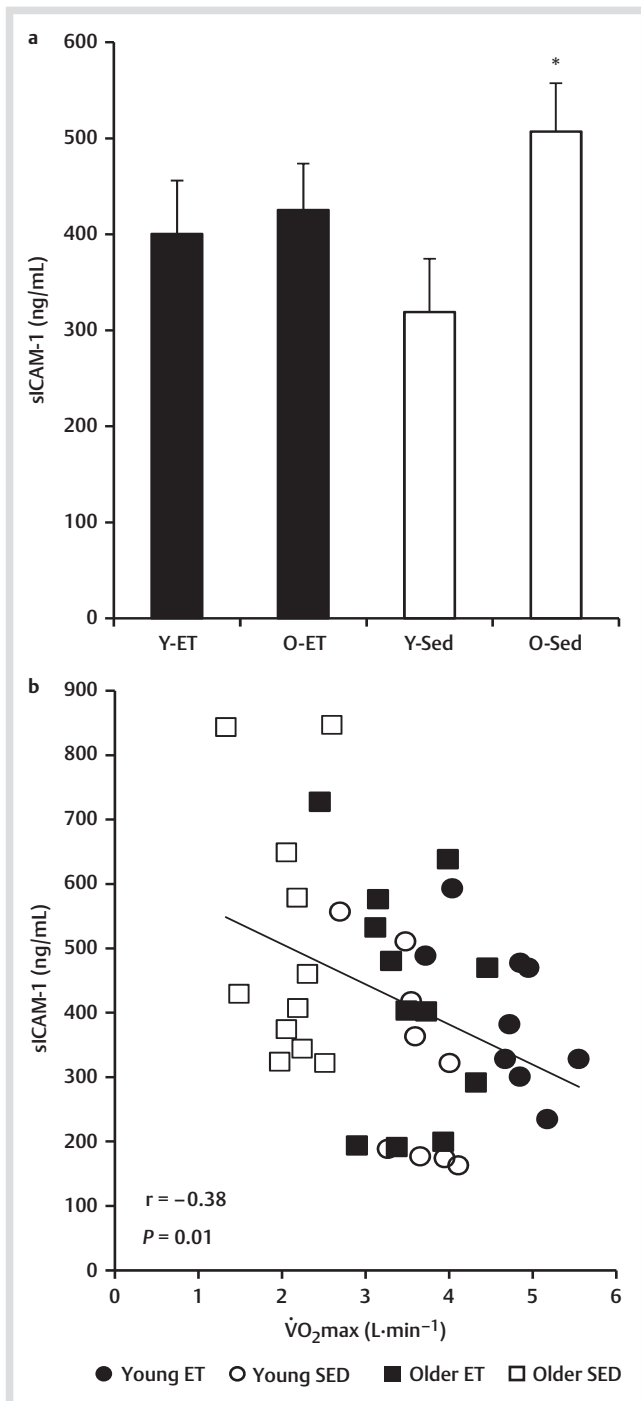 a
600
*
500
400
300
200
100
0
sICAM-1 (ng/mL)
Y-ET O-ET Y-Sed O-Sed
b
900
800
700
600
500
400
300
200
100
0
sICAM-1 (ng/mL)
r = –0.38
P = 0.01
0 1 2 3 4 5 6
V̇O₂max (L·min⁻¹)
Young ET Young SED Older ET Older SED